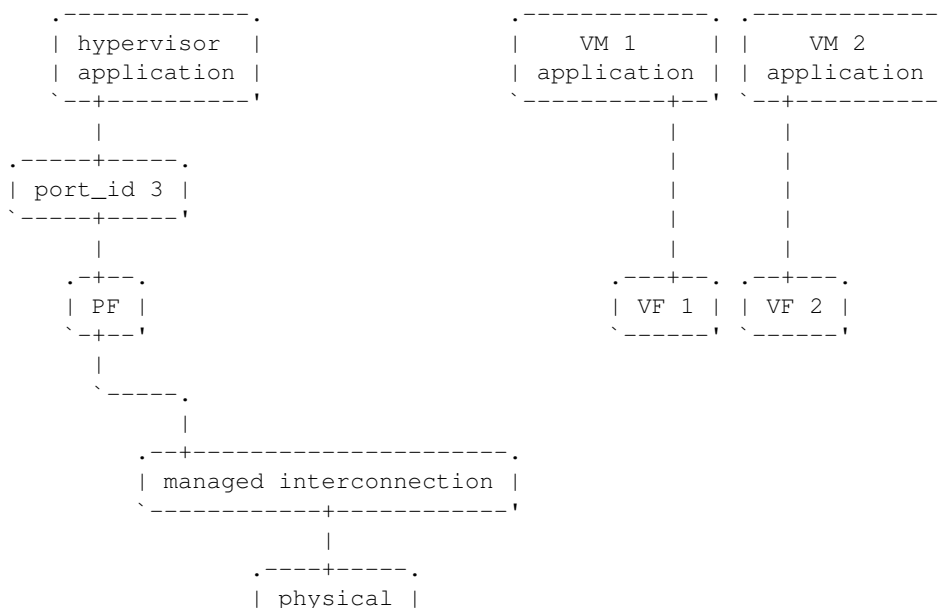 hypervisor VM 1 VM 2
application application application
port_id 3
PF VF 1 VF 2
managed interconnection
physical